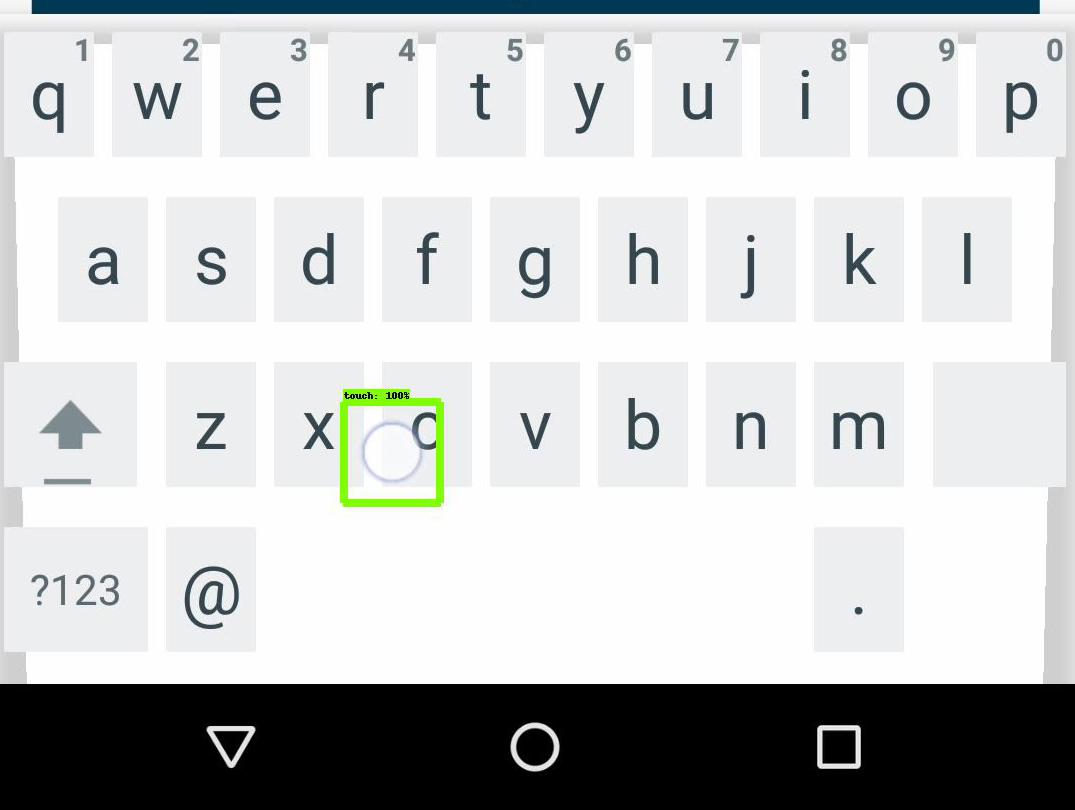 1 2 3 4 5 6 7 8 9 0
q w e r t y u i o p
a s d f g h j k l
touch: 100%
z x c v b n m
?123 @ .